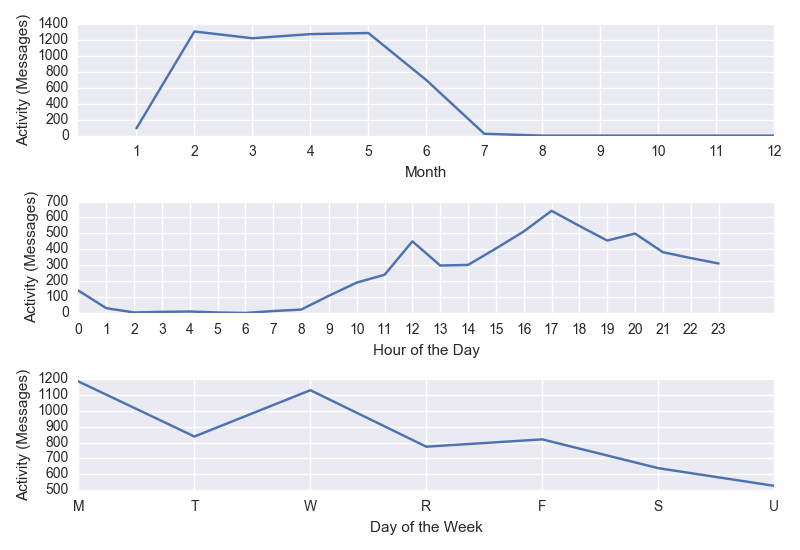 Activity (Messages)
1400
1200
1000
800
600
400
200
0
1 2 3 4 5 6 7 8 9 10 11 12
Month
Activity (Messages)
700
600
500
400
300
200
100
0
0 1 2 3 4 5 6 7 8 9 10 11 12 13 14 15 16 17 18 19 20 21 22 23
Hour of the Day
Activity (Messages)
1200
1100
1000
900
800
700
600
500
M T W R F S U
Day of the Week